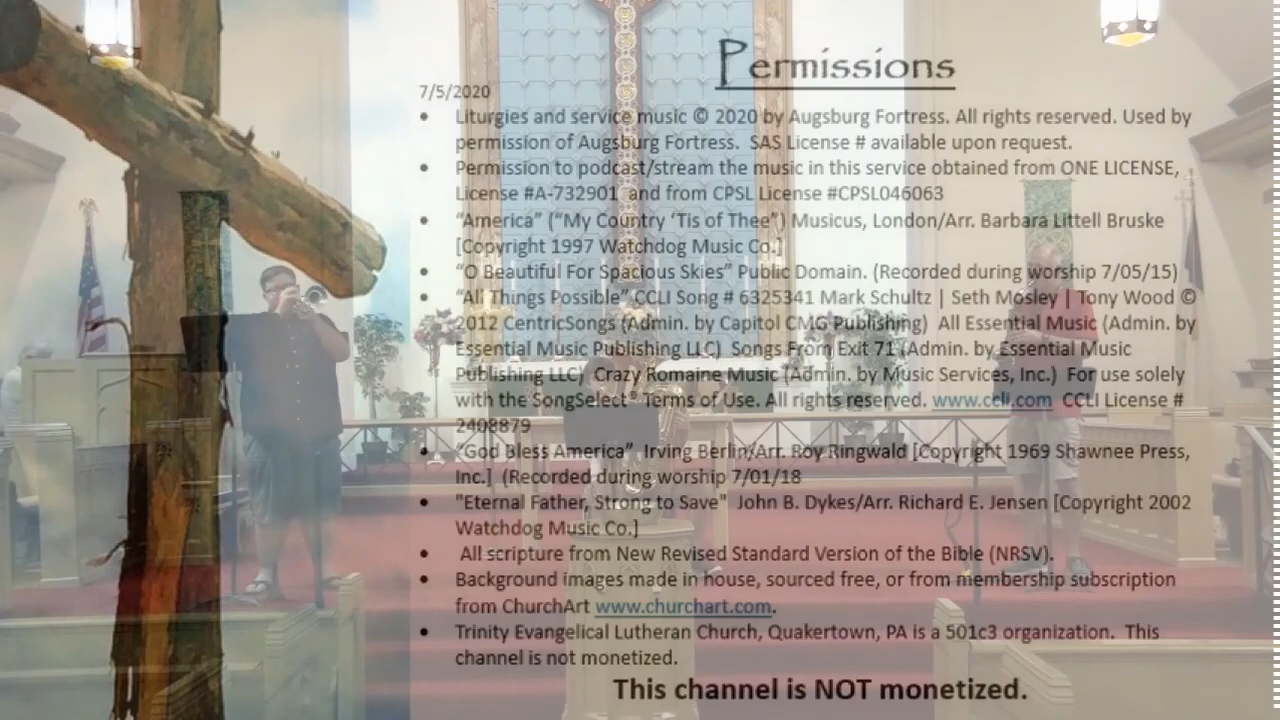 Permissions
7/5/2020
• Liturgies and service music © 2020 by Augsburg Fortress. All rights reserved. Used by
permission of Augsburg Fortress.  SAS License # available upon request.
• Permission to podcast/stream the music in this service obtained from ONE LICENSE,
License #A-732901  and from CPSL License #CPSL046063
• “America” (“My Country ‘Tis of Thee”) Musicus, London/Arr. Barbara Littell Bruske
[Copyright 1997 Watchdog Music Co.]
• “O Beautiful For Spacious Skies” Public Domain. (Recorded during worship 7/05/15)
• “All Things Possible” CCLI Song # 6325341 Mark Schultz | Seth Mosley | Tony Wood ©
2012 CentricSongs (Admin. by Capitol CMG Publishing)  All Essential Music (Admin. by
Essential Music Publishing LLC)  Songs From Exit 71 (Admin. by Essential Music
Publishing LLC)  Crazy Romaine Music (Admin. by Music Services, Inc.)  For use solely
with the SongSelect  Terms of Use. All rights reserved. www.ccli.com  CCLI License #
2408879
• “God Bless America”  Irving Berlin/Arr. Roy Ringwald [Copyright 1969 Shawnee Press,
Inc.]  (Recorded during worship 7/01/18
• "Eternal Father, Strong to Save"  John B. Dykes/Arr. Richard E. Jensen [Copyright 2002
Watchdog Music Co.]
• All scripture from New Revised Standard Version of the Bible (NRSV).
• Background images made in house, sourced free, or from membership subscription
from ChurchArt www.churchart.com.
• Trinity Evangelical Lutheran Church, Quakertown, PA is a 501c3 organization.  This
channel is not monetized.
This channel is NOT monetized.